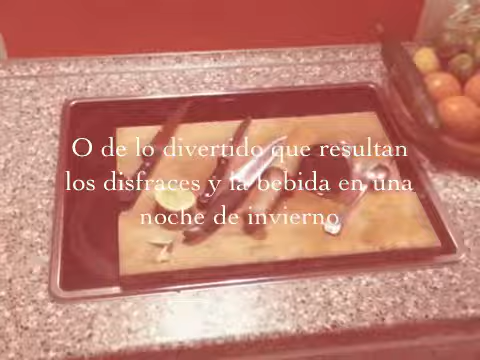 O de lo divertido que resultan
los disfraces y la bebida en una
noche de invierno